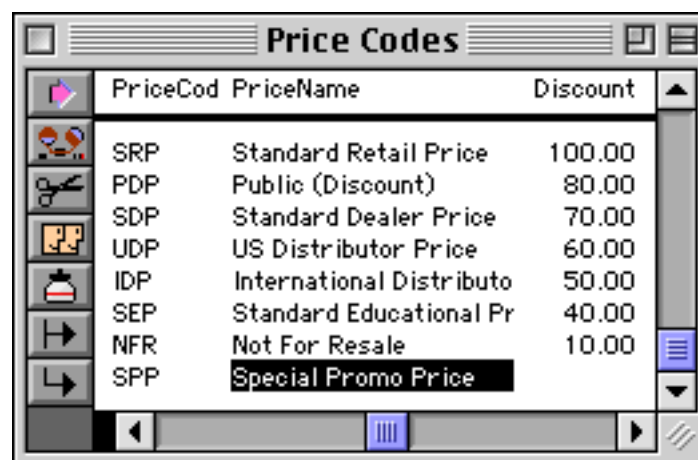 Price Codes
PriceCod PriceName Discount
SRP Standard Retail Price 100.00
PDP Public (Discount) 80.00
SDP Standard Dealer Price 70.00
UDP US Distributor Price 60.00
IDP International Distributo 50.00
SEP Standard Educational Pr 40.00
NFR Not For Resale 10.00
SPP Special Promo Price